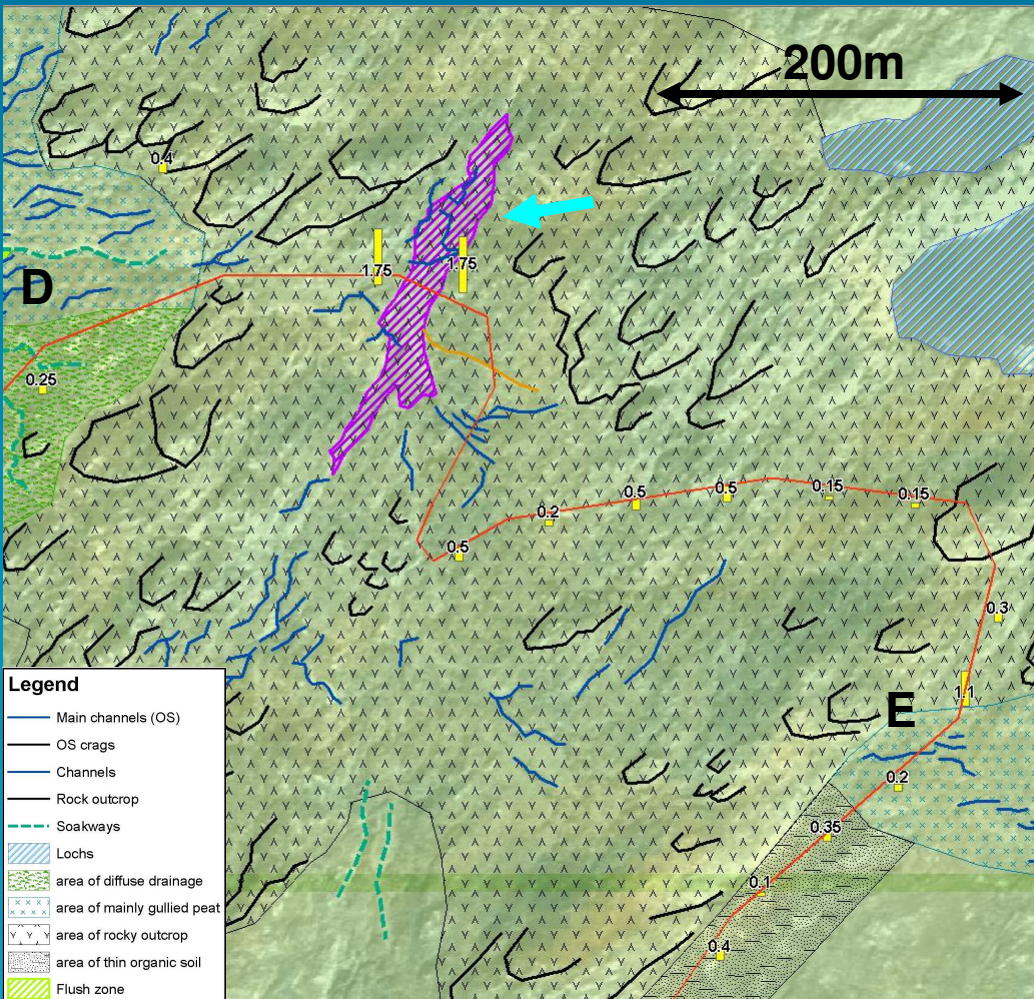 200m
0.4
1.75
1.75
D
0.25
0.5
0.5
0.15
0.15
0.2
0.5
0.3
1.1
E
0.2
0.35
0.1
0.4
Legend
Main channels (OS)
OS crags
Channels
Rock outcrop
Soakways
Lochs
area of diffuse drainage
area of mainly gullied peat
area of rocky outcrop
area of thin organic soil
Flush zone